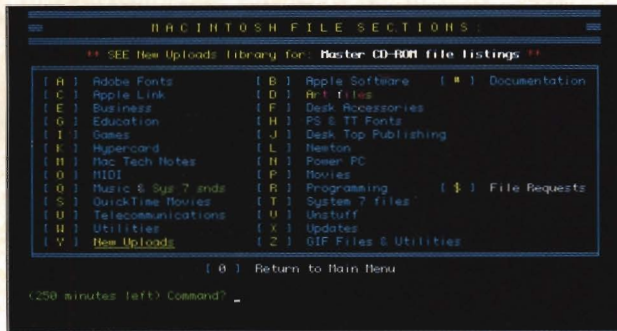 MACINTOSH FILE SECTIONS:
** SEE New Uploads library for: Master CD-ROM file listings **
[ A ] Adobe Fonts [ B ] Apple Software [ # ] Documentation
[ C ] Apple Link [ D ] Art files
[ E ] Business [ F ] Desk Accessories
[ G ] Education [ H ] PS & TT Fonts
[ I ] Games [ J ] Desk Top Publishing
[ K ] Hypercard [ L ] Newton
[ M ] Mac Tech Notes [ N ] Power PC
[ O ] MIDI [ P ] Movies
[ Q ] Music & Sys 7 snds [ R ] Programming [ $ ] File Requests
[ S ] QuickTime Movies [ T ] System 7 files
[ U ] Telecommunications [ V ] Unstuff
[ W ] Utilities [ X ] Updates
[ Y ] New Uploads [ Z ] GIF Files & Utilities
[ 0 ] Return to Main Menu
(250 minutes left) Command? _